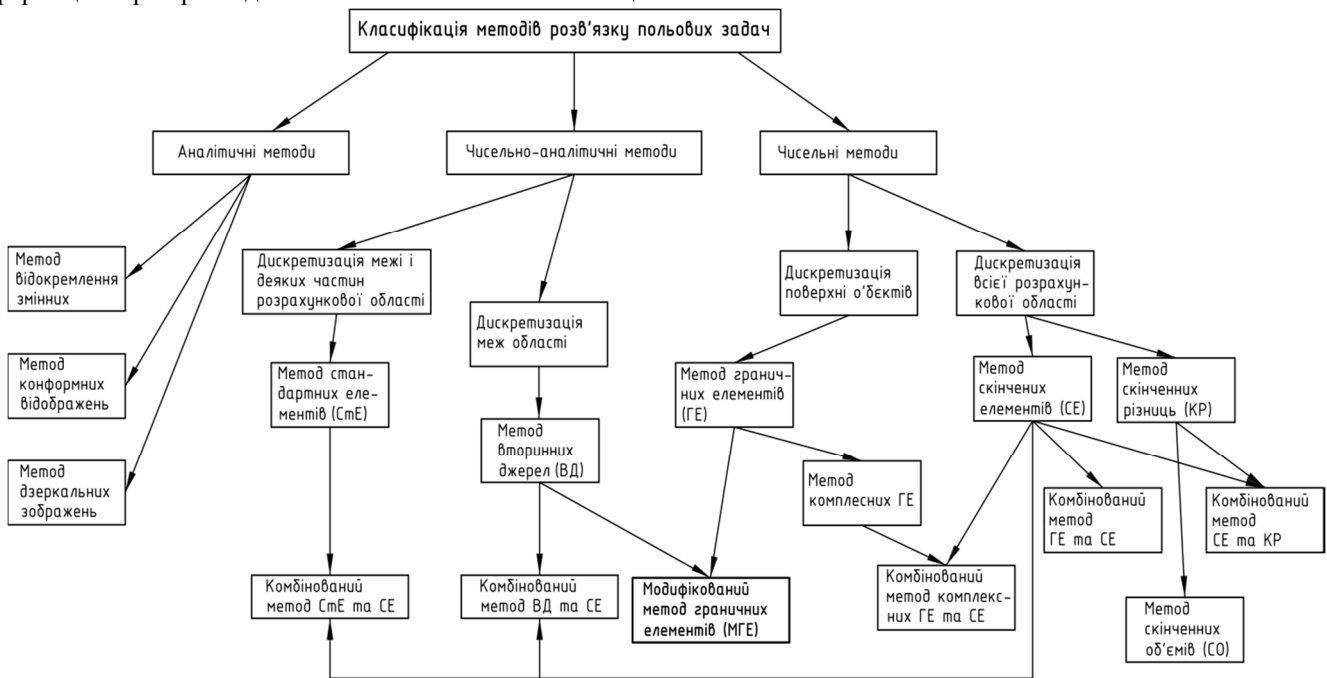 Класифікація методів розв'язку польових задач
Аналітичні методи
Чисельно-аналітичні методи
Чисельні методи
Метод
відокремлення
змінних
Метод
конформних
відображень
Метод
дзеркальних
зображень
Дискретизація межі і
деяких частин
розрахункової області
Дискретизація
меж області
Дискретизація
поверхні о'бєктів
Дискретизація
всієї розрахун-
кової області
Метод стан-
дартних еле-
ментів (СтЕ)
Метод
вторинних
джерел (ВД)
Метод гранич-
них елементів
(ГЕ)
Метод
скінчених
елементів (СЕ)
Метод
скінченних
різниць (КР)
Метод
комплесних ГЕ
Комбінований
метод
ГЕ та СЕ
Комбінований
метод
СЕ та КР
Комбінований
метод СтЕ та СЕ
Комбінований
метод ВД та СЕ
Модифікований
метод граничних
елементів (МГЕ)
Комбінований
метод комплекс-
них ГЕ та СЕ
Метод
скінченних
об'ємів (СО)